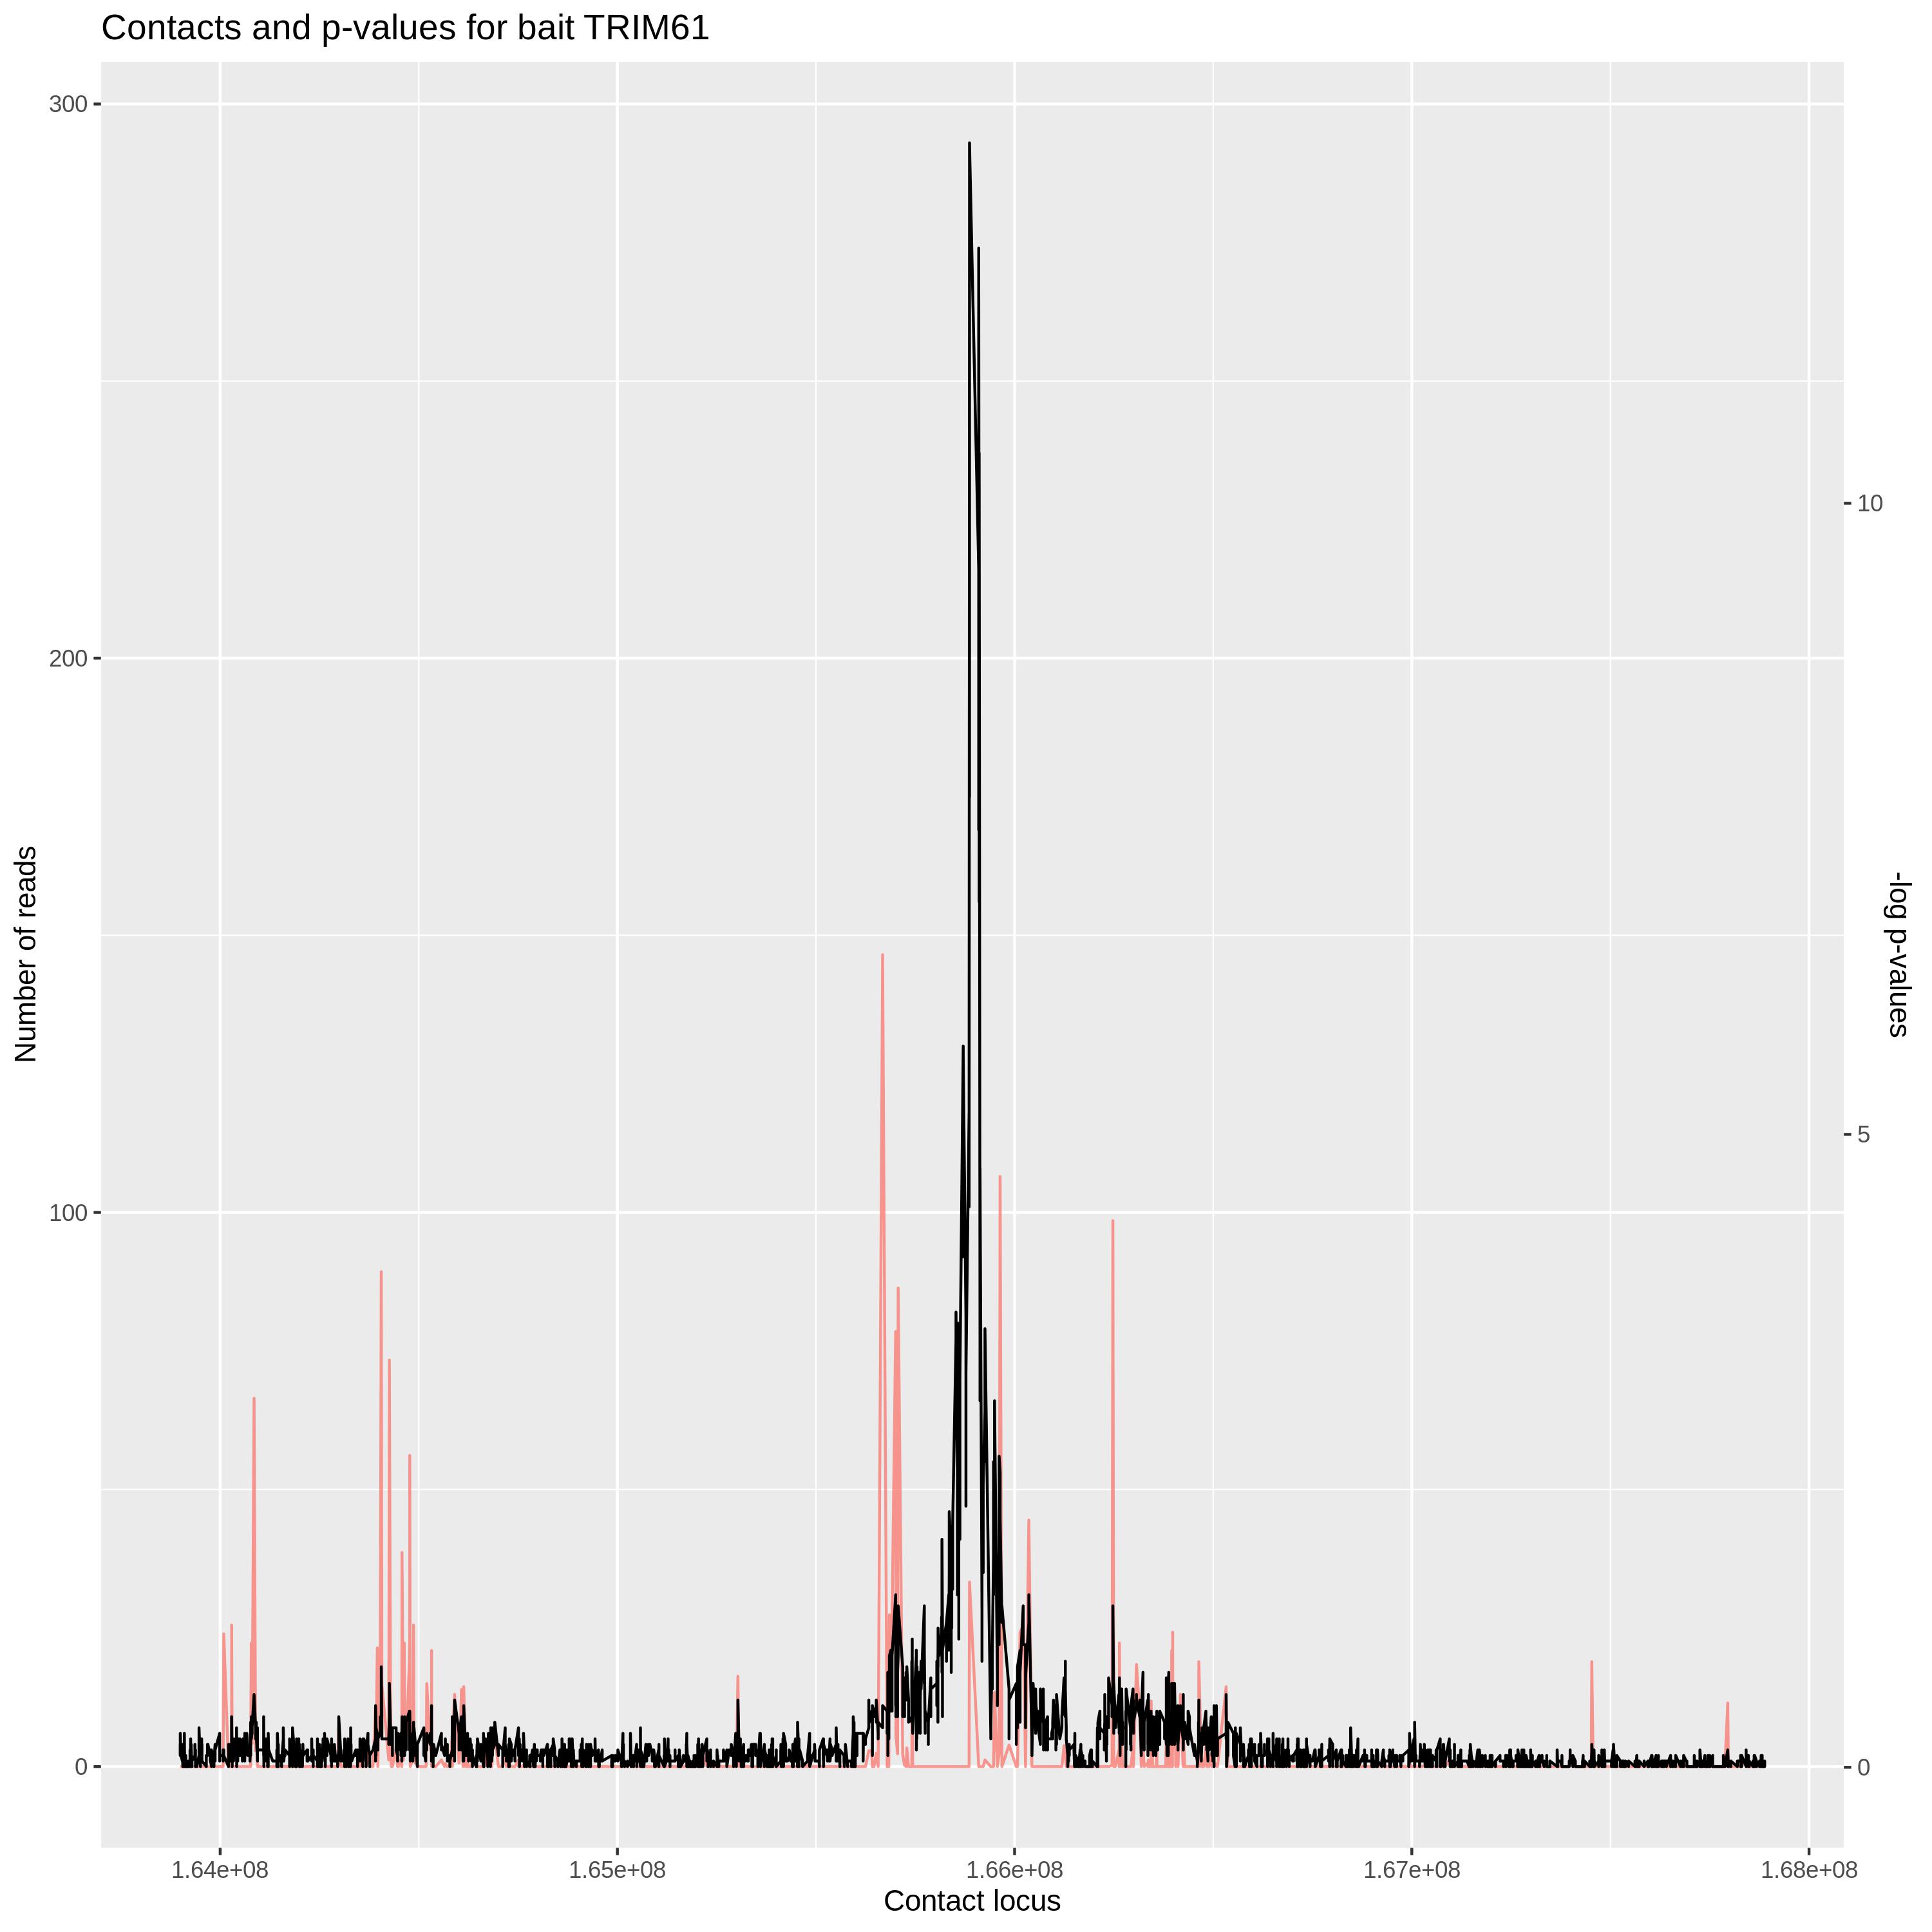 Contacts and p-values for bait TRIM61
300
200
100
0
Number of reads
10
5
0
-log p-values
1.64e+08
1.65e+08
1.66e+08
1.67e+08
1.68e+08
Contact locus